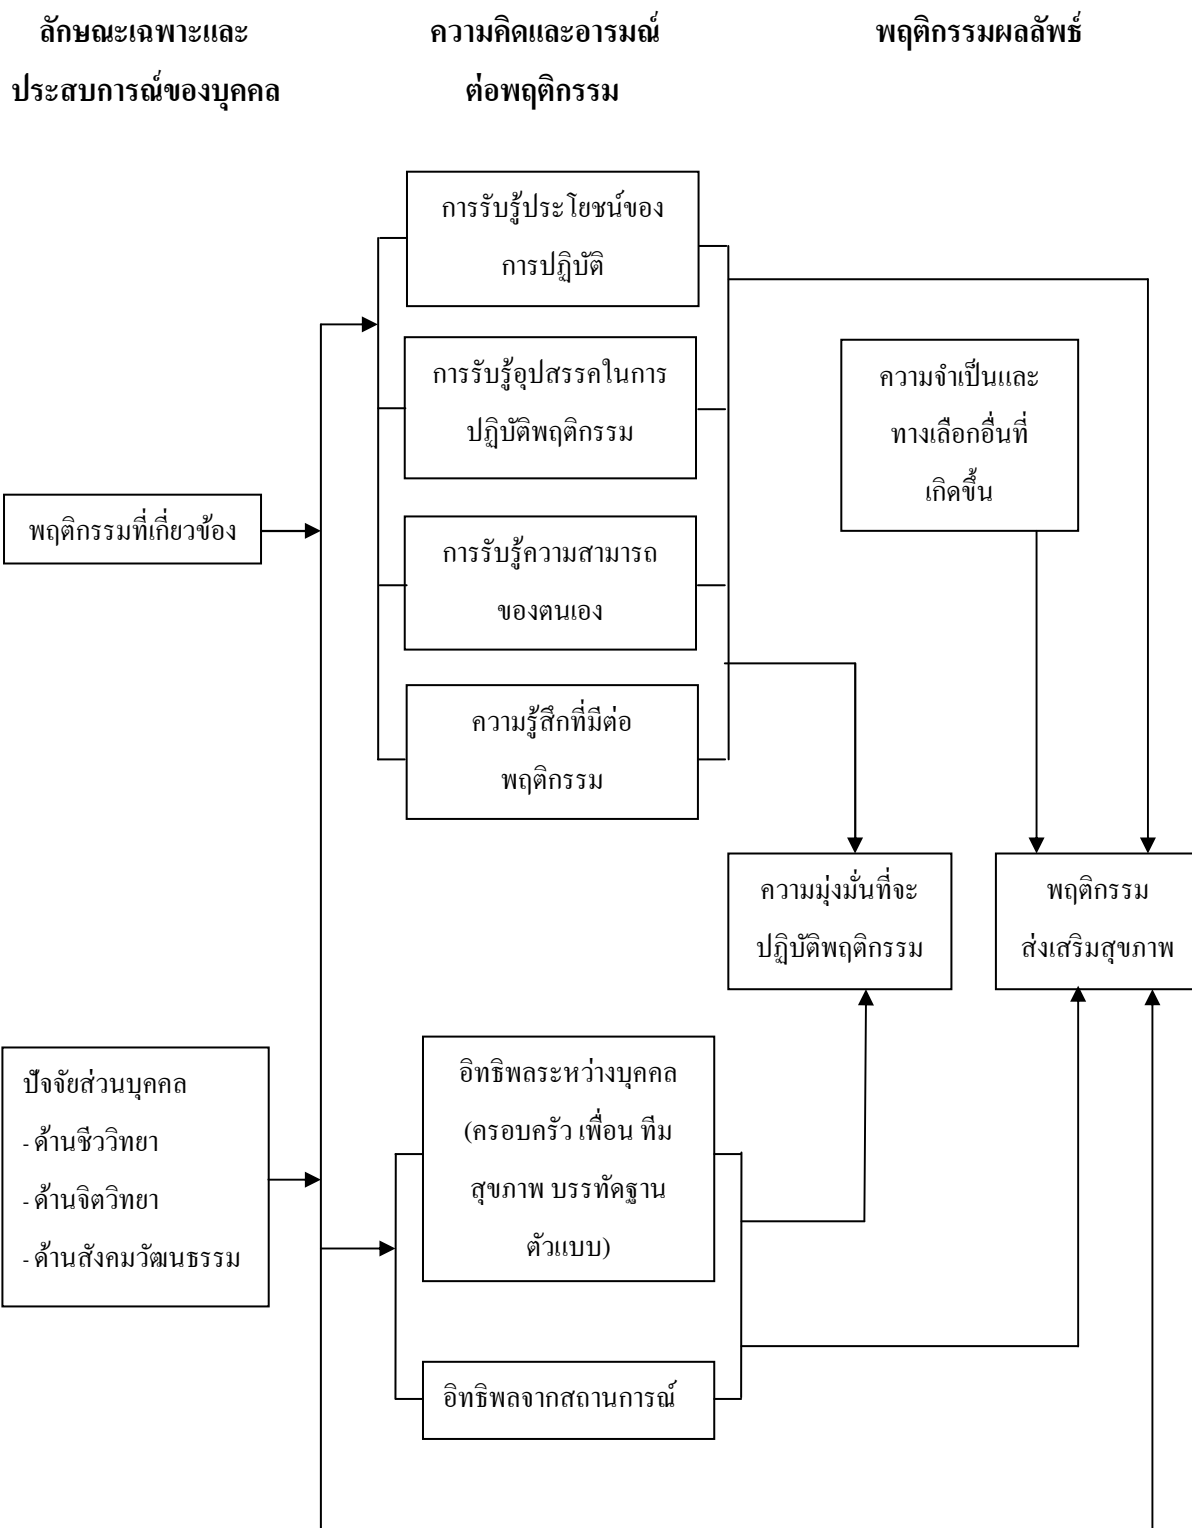 ลักษณะเฉพาะและ
ประสบการณ์ของบุคคล
ความคิดและอารมณ์
ต่อพฤติกรรม
พฤติกรรมผลลัพธ์
การรับรู้ประโยชน์ของ
การปฏิบัติ
การรับรู้อุปสรรคในการ
ปฏิบัติพฤติกรรม
ความจำเป็นและ
ทางเลือกอื่นที่
เกิดขึ้น
พฤติกรรมที่เกี่ยวข้อง
การรับรู้ความสามารถ
ของตนเอง
ความรู้สึกที่มีต่อ
พฤติกรรม
ความมุ่งมั่นที่จะ
ปฏิบัติพฤติกรรม
พฤติกรรม
ส่งเสริมสุขภาพ
ปัจจัยส่วนบุคคล
- ด้านชีววิทยา
- ด้านจิตวิทยา
- ด้านสังคมวัฒนธรรม
อิทธิพลระหว่างบุคคล
(ครอบครัว เพื่อน ทีม
สุขภาพ บรรทัดฐาน
ตัวแบบ)
อิทธิพลจากสถานการณ์